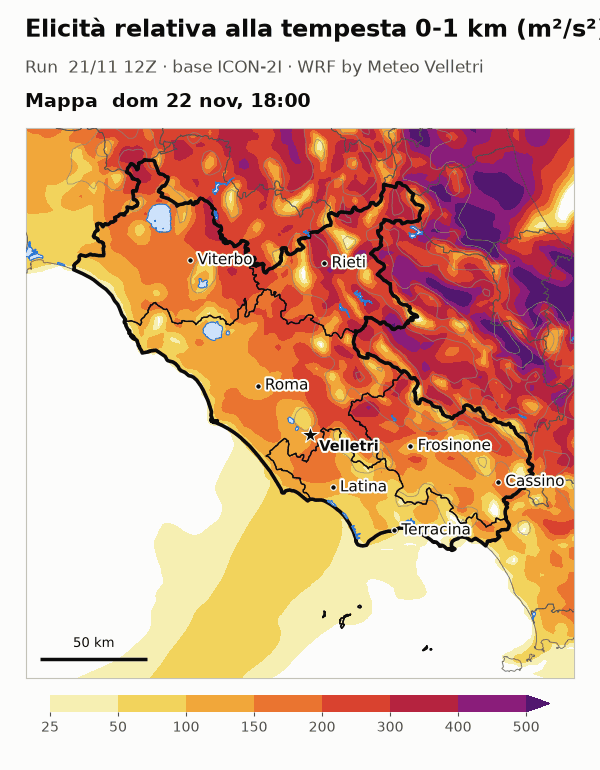 Elicità relativa alla tempesta 0-1 km (m²/s²)
Run 21/11 12Z · base ICON-2I · WRF by Meteo Velletri
Mappa dom 22 nov, 18:00
Viterbo
Rieti
Roma
Velletri
Frosinone
Cassino
Latina
Terracina
50 km
25 50 100 150 200 300 400 500